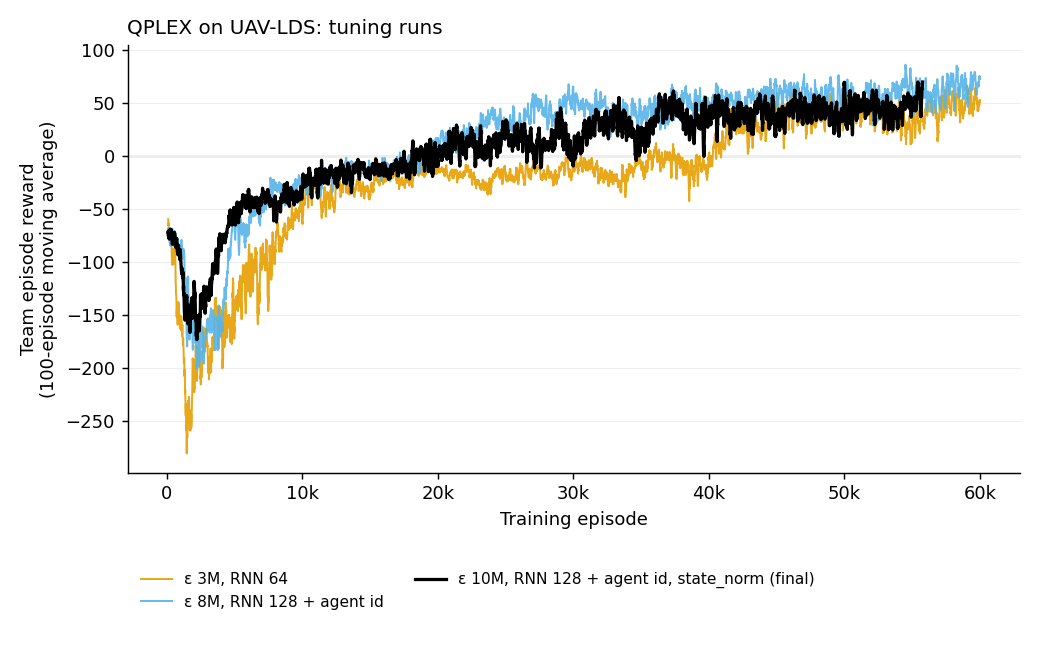 QPLEX on UAV-LDS: tuning runs
100
50
0
−50
−100
−150
−200
−250
Team episode reward
(100-episode moving average)
0
10k
20k
30k
40k
50k
60k
Training episode
ε 3M, RNN 64
ε 8M, RNN 128 + agent id
ε 10M, RNN 128 + agent id, state_norm (final)